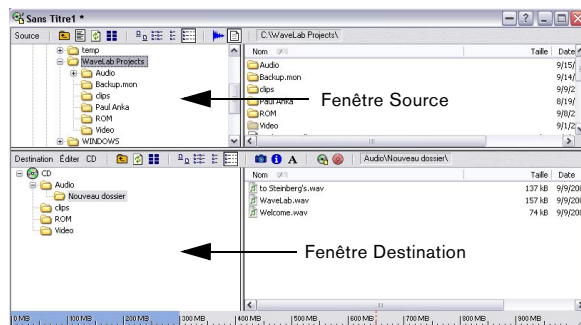 Sans Titre1 *
Source
C:\WaveLab Projects\
temp
WaveLab Projects
Audio
Backup.mon
clips
Paul Anka
ROM
Video
WINDOWS
Nom Taille Date
Audio 9/15/
Backup.mon 9/14/
clips 9/9/2
Paul Anka 8/19/
ROM 9/8/2
Video 9/1/2
Fenêtre Source
Destination Éditer CD
Audio\Nouveau dossier\
CD
Audio
Nouveau dossier
clips
ROM
Video
Nom Taille Date
to Steinberg's.wav 137 kB 9/9/200
WaveLab.wav 157 kB 9/9/200
Welcome.wav 74 kB 9/9/200
Fenêtre Destination
0 MB 100 MB 200 MB 300 MB 400 MB 500 MB 600 MB 700 MB 800 MB 900 MB